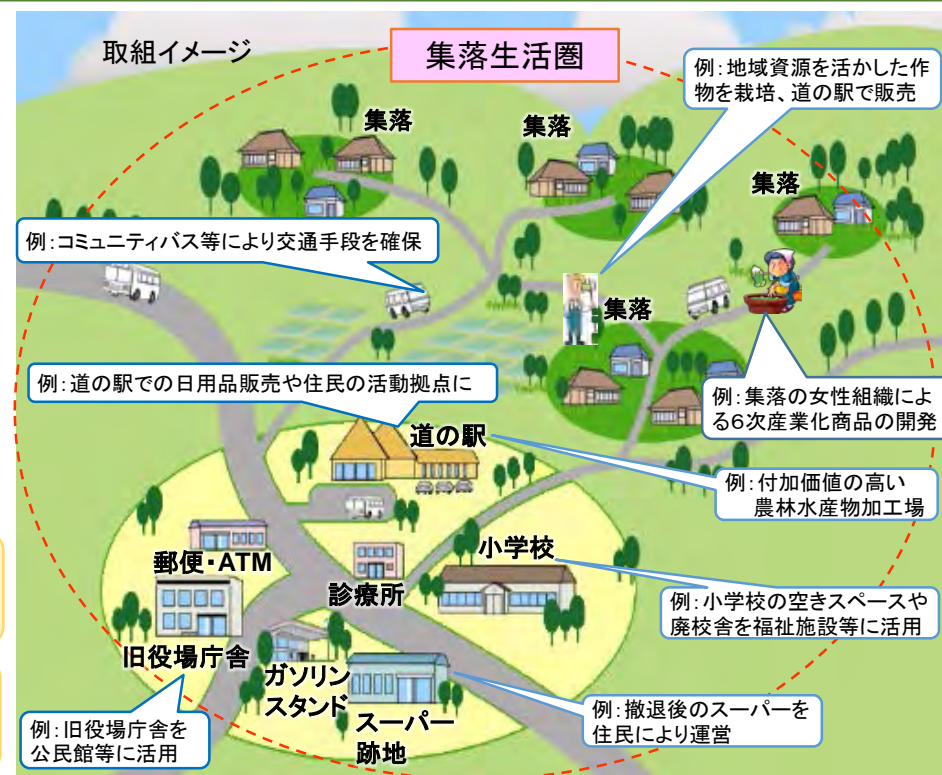 取組イメージ
集落生活圏
例：地域資源を活かした作
物を栽培、道の駅で販売
集落
集落
集落
例：コミュニティバス等により交通手段を確保
集落
例：道の駅での日用品販売や住民の活動拠点に
例：集落の女性組織によ
る６次産業化商品の開発
道の駅
例：付加価値の高い
農林水産物加工場
郵便・ATM
診療所
小学校
例：小学校の空きスペースや
廃校舎を福祉施設等に活用
旧役場庁舎
ガソリン
スタンド
スーパー
跡地
例：撤退後のスーパーを
住民により運営
例：旧役場庁舎を
公民館等に活用